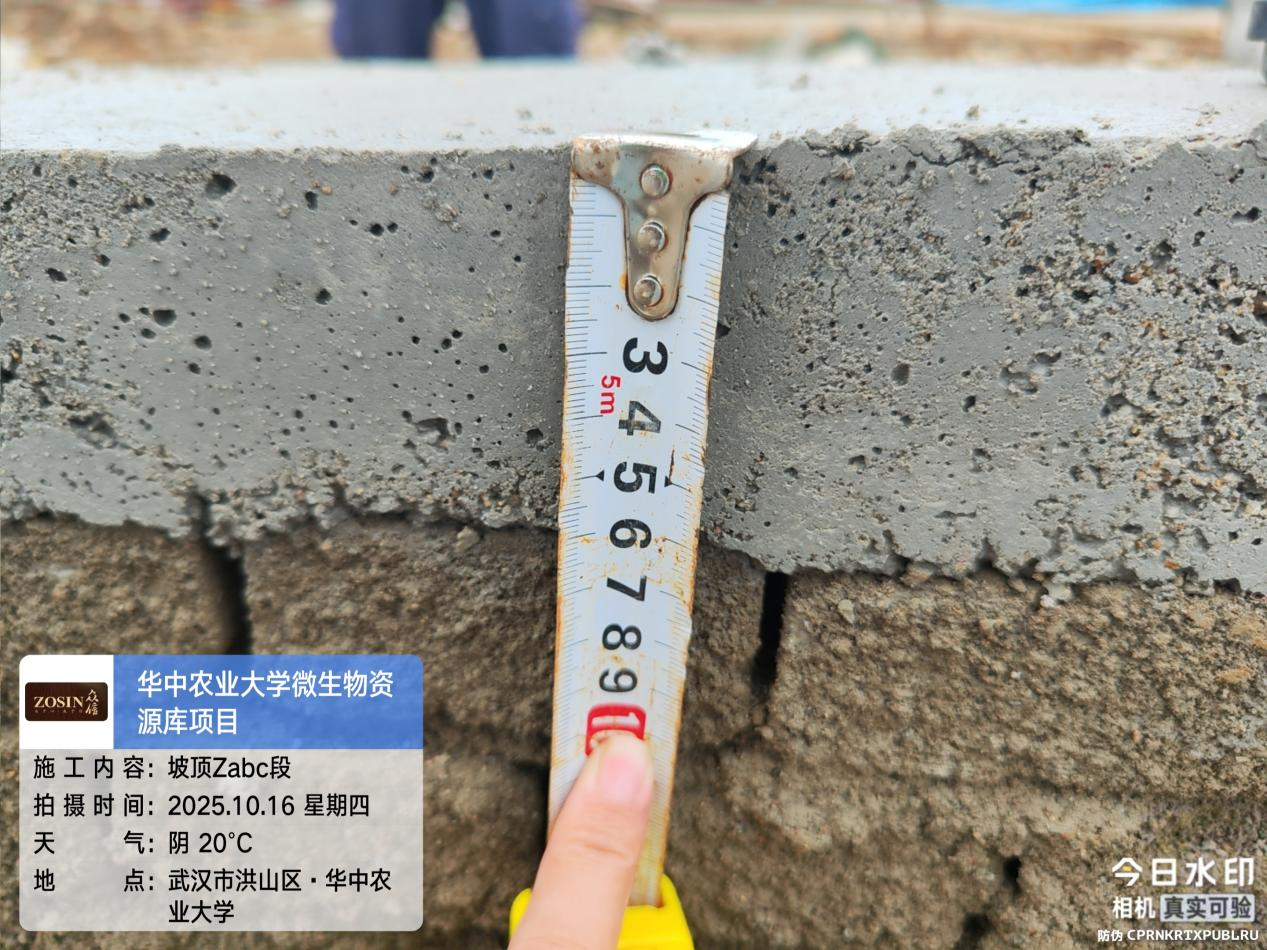 3
5m
4
5
6
7
8
9
ZOSIN 众信
华中农业大学微生物资
源库项目
施工内容：坡顶Zabc段
拍摄时间：2025.10.16 星期四
天气：阴 20°C
地点：武汉市洪山区·华中农
业大学
今日水印
相机 真实可验
防伪 CPRNKRTXPUBLRU